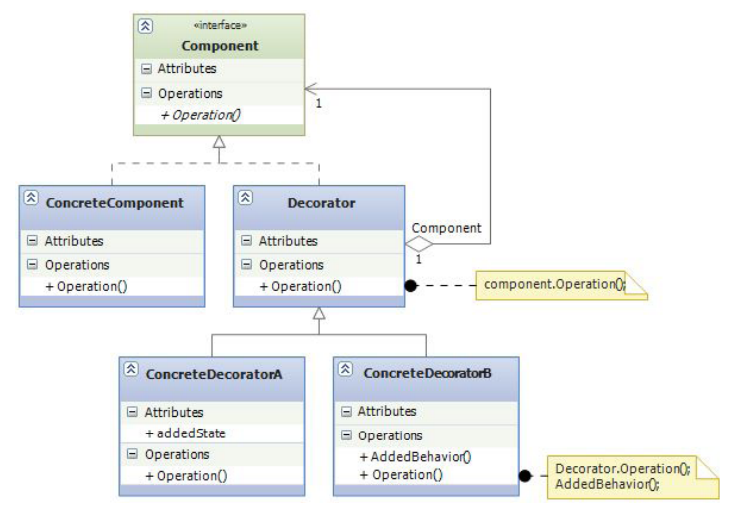 «interface»
Component
Attributes
Operations
+ Operation()
1
ConcreteComponent
Attributes
Operations
+ Operation()
Decorator
Attributes
Operations
+ Operation()
Component
1
component.Operation();
ConcreteDecoratorA
Attributes
+ addedState
Operations
+ Operation()
ConcreteDecoratorB
Attributes
Operations
+ AddedBehavior()
+ Operation()
Decorator.Operation();
AddedBehavior();